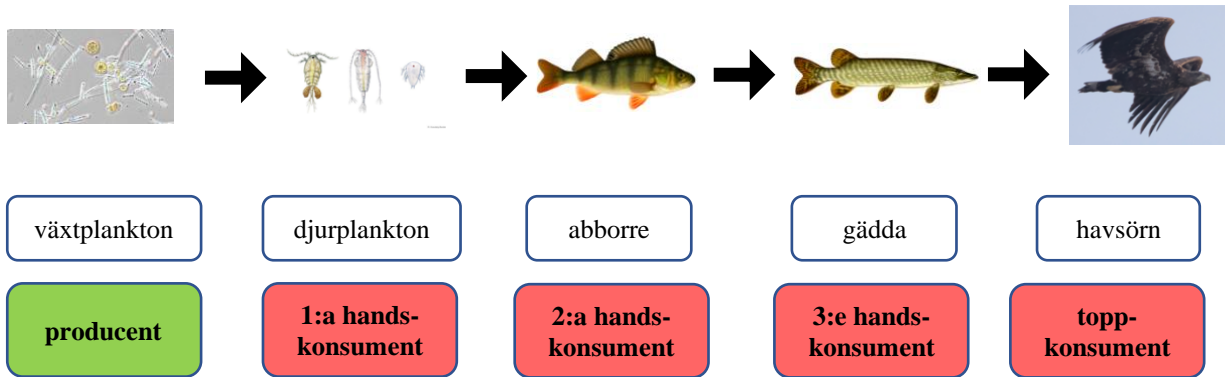 växtplankton
djurplankton
abborre
gädda
havsörn
producent
1:a hands-
konsument
2:a hands-
konsument
3:e hands-
konsument
topp-
konsument